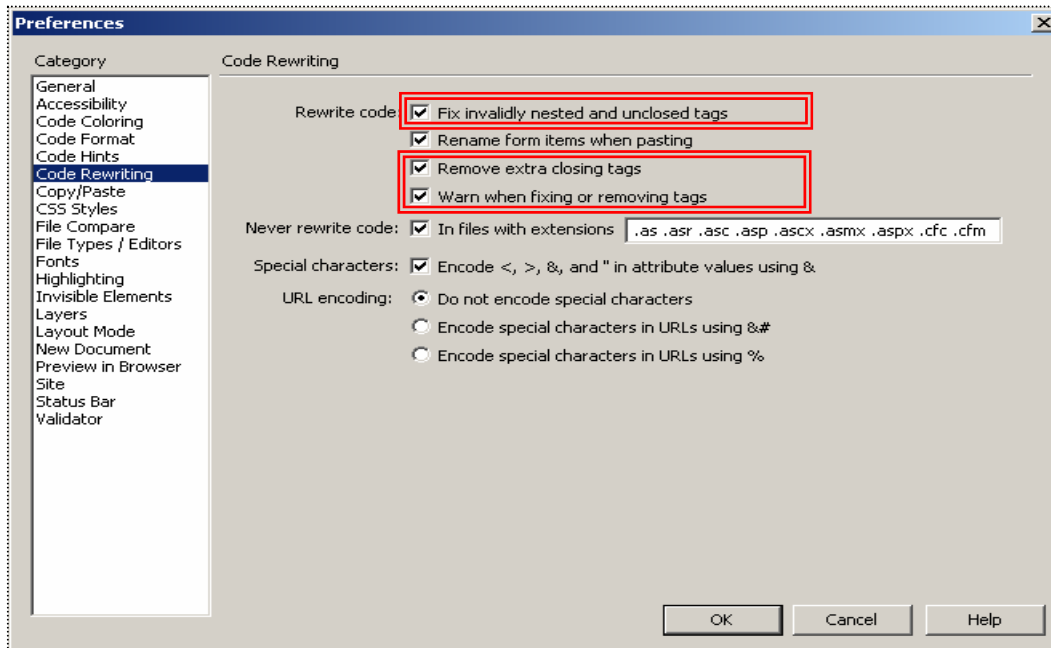 Preferences
Category
Code Rewriting
General
Accessibility
Code Coloring
Code Format
Code Hints
Code Rewriting
Copy/Paste
CSS Styles
File Compare
File Types / Editors
Fonts
Highlighting
Invisible Elements
Layers
Layout Mode
New Document
Preview in Browser
Site
Status Bar
Validator
Rewrite code: Fix invalidly nested and unclosed tags
Rename form items when pasting
Remove extra closing tags
Warn when fixing or removing tags
Never rewrite code: In files with extensions .as .asr .asc .asp .ascx .asmx .aspx .cfc .cfm
Special characters: Encode <, >, &, and " in attribute values using &
URL encoding: Do not encode special characters
Encode special characters in URLs using &#
Encode special characters in URLs using %
OK Cancel Help